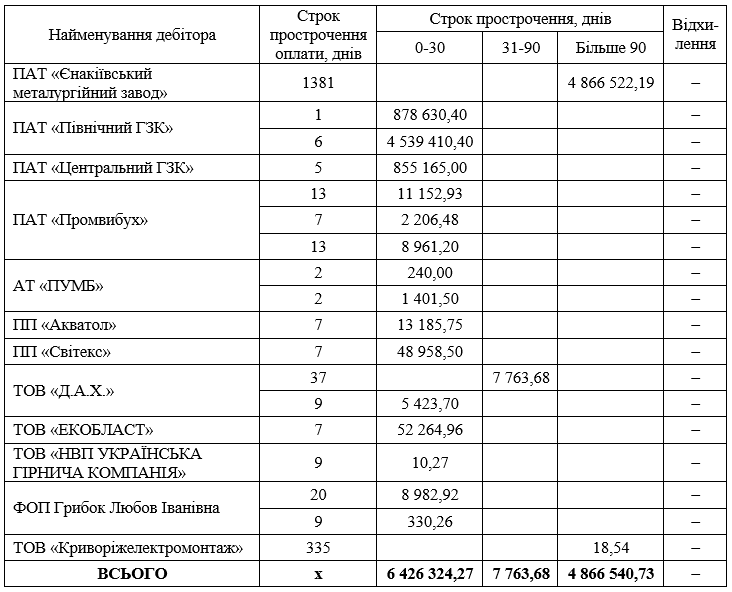 Найменування дебітора Строк прострочення оплати, днів Строк прострочення, днів Відхи-лення
0-30 31-90 Більше 90
ПАТ «Єнакіївський
металургійний завод» 1381 4 866 522,19 –
ПАТ «Північний ГЗК» 1 878 630,40 –
6 4 539 410,40 –
ПАТ «Центральний ГЗК» 5 855 165,00 –
ПАТ «Промвибух» 13 11 152,93 –
7 2 206,48 –
13 8 961,20 –
АТ «ПУМБ» 2 240,00 –
2 1 401,50 –
ПП «Акватол» 7 13 185,75 –
ПП «Світекс» 7 48 958,50 –
ТОВ «Д.А.Х.» 37 7 763,68 –
9 5 423,70 –
ТОВ «ЕКОБЛАСТ» 7 52 264,96 –
ТОВ «НВП УКРАЇНСЬКА
ГІРНИЧА КОМПАНІЯ» 9 10,27 –
ФОП Грибок Любов Іванівна 20 8 982,92 –
9 330,26 –
ТОВ «Криворіжелектромонтаж» 335 18,54 –
ВСЬОГО х 6 426 324,27 7 763,68 4 866 540,73 –